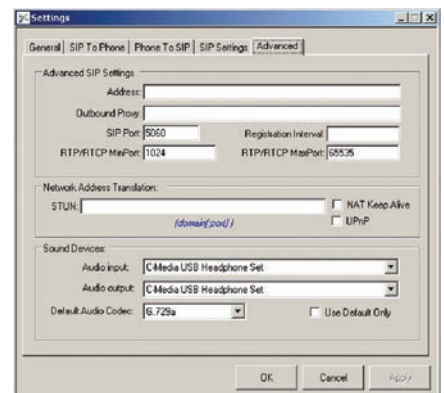 Settings
General SIP To Phone Phone To SIP SIP Settings Advanced
Advanced SIP Settings
Address:
Outbound Proxy:
SIP Port: 5060 Registration Interval:
RTP/RTCP MinPort: 1024 RTP/RTCP MaxPort: 65535
Network Address Translation:
STUN: NAT Keep Alive
(domain[:port]) UPnP
Sound Devices:
Audio input: C-Media USB Headphone Set
Audio output: C-Media USB Headphone Set
Default Audio Codec: G.729a Use Default Only
OK Cancel Apply